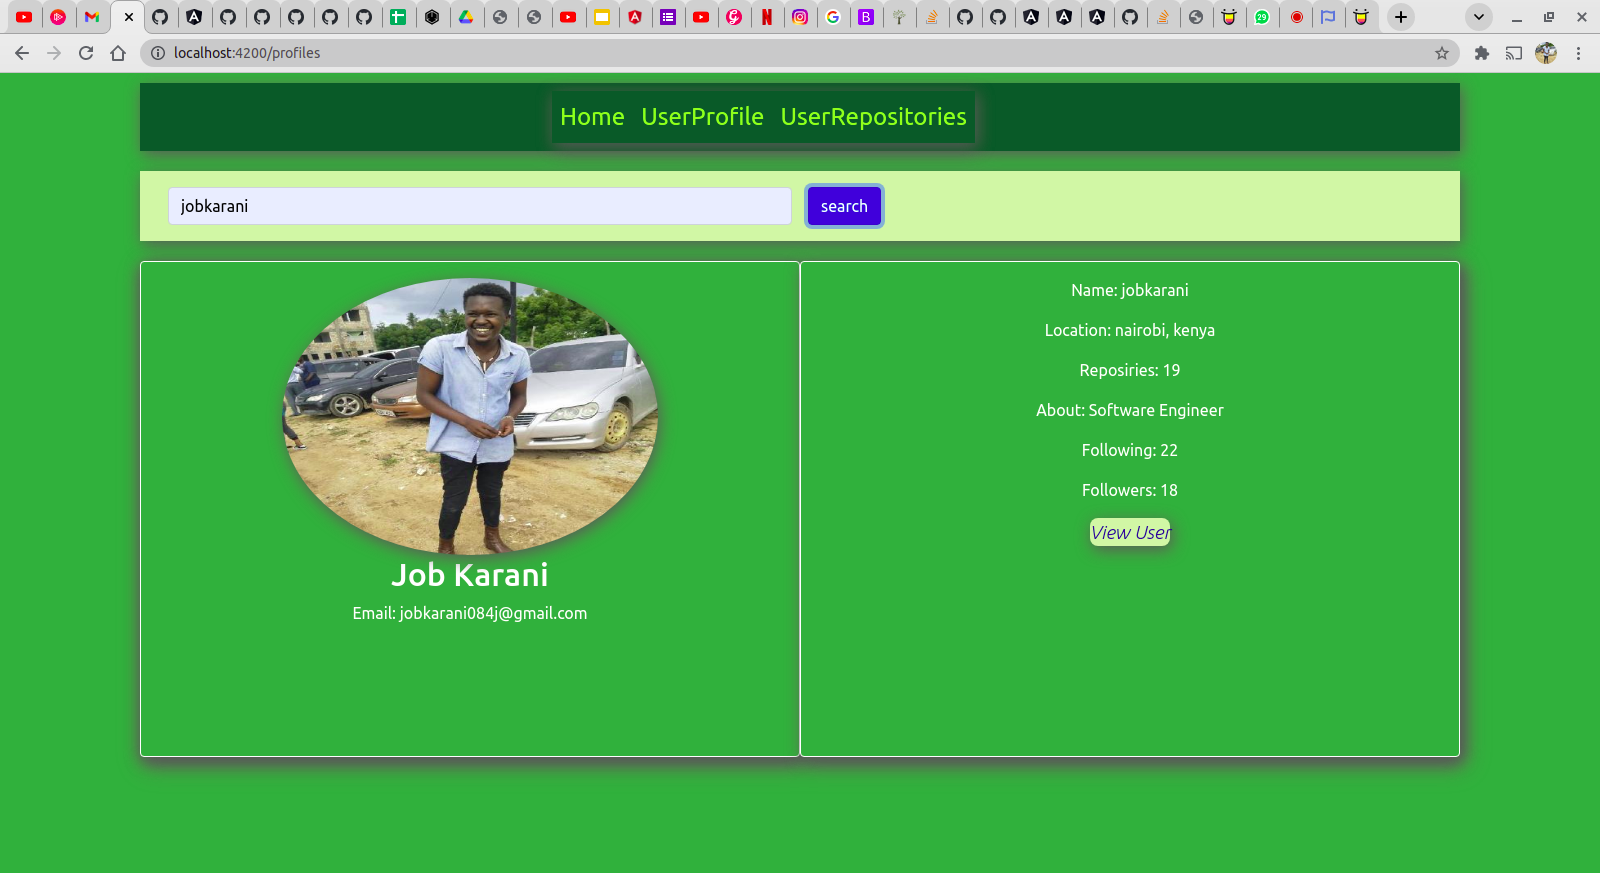 localhost:4200/profiles
Home UserProfile UserRepositories
jobkarani search
Name: jobkarani
Location: nairobi, kenya
Reposiries: 19
About: Software Engineer
Following: 22
Followers: 18
View User
Job Karani
Email: jobkarani084j@gmail.com